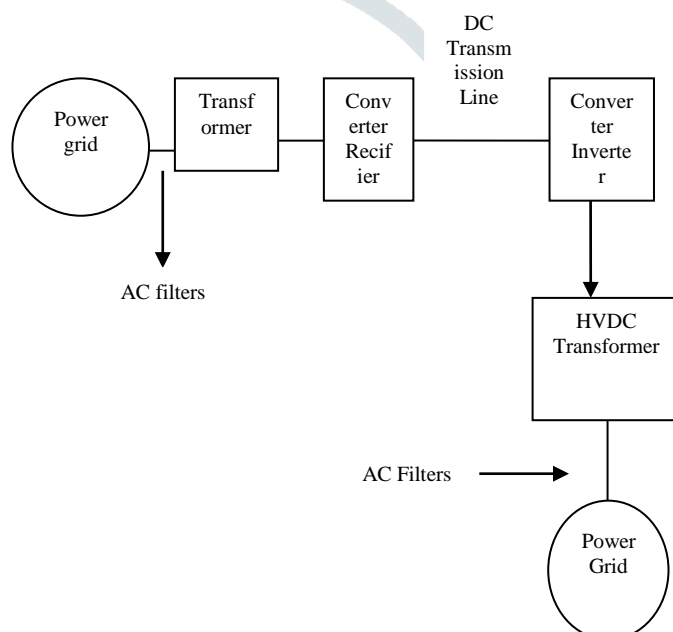 DC
Transm
ission
Line
Power
grid
Transf
ormer
Conv
erter
Recif
ier
Conver
ter
Inverte
r
AC filters
HVDC
Transformer
AC Filters
Power
Grid